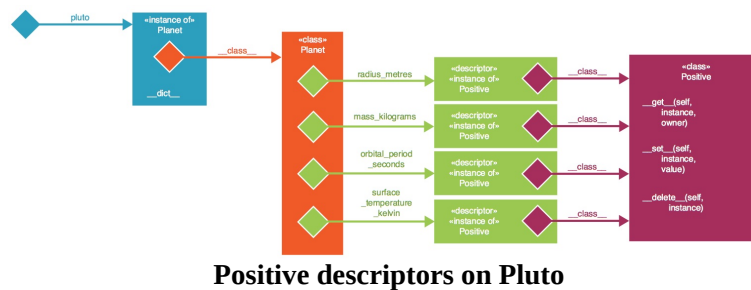 pluto
«instance of»
Planet
__class__
__dict__
«class»
Planet
radius_metres
«descriptor»
«instance of»
Positive
__class__
mass_kilograms
«descriptor»
«instance of»
Positive
__class__
orbital_period
_seconds
«descriptor»
«instance of»
Positive
__class__
surface
_temperature
_kelvin
«descriptor»
«instance of»
Positive
__class__
«class»
Positive
__get__(self,
instance,
owner)
__set__(self,
instance,
value)
__delete__(self,
instance)
Positive descriptors on Pluto